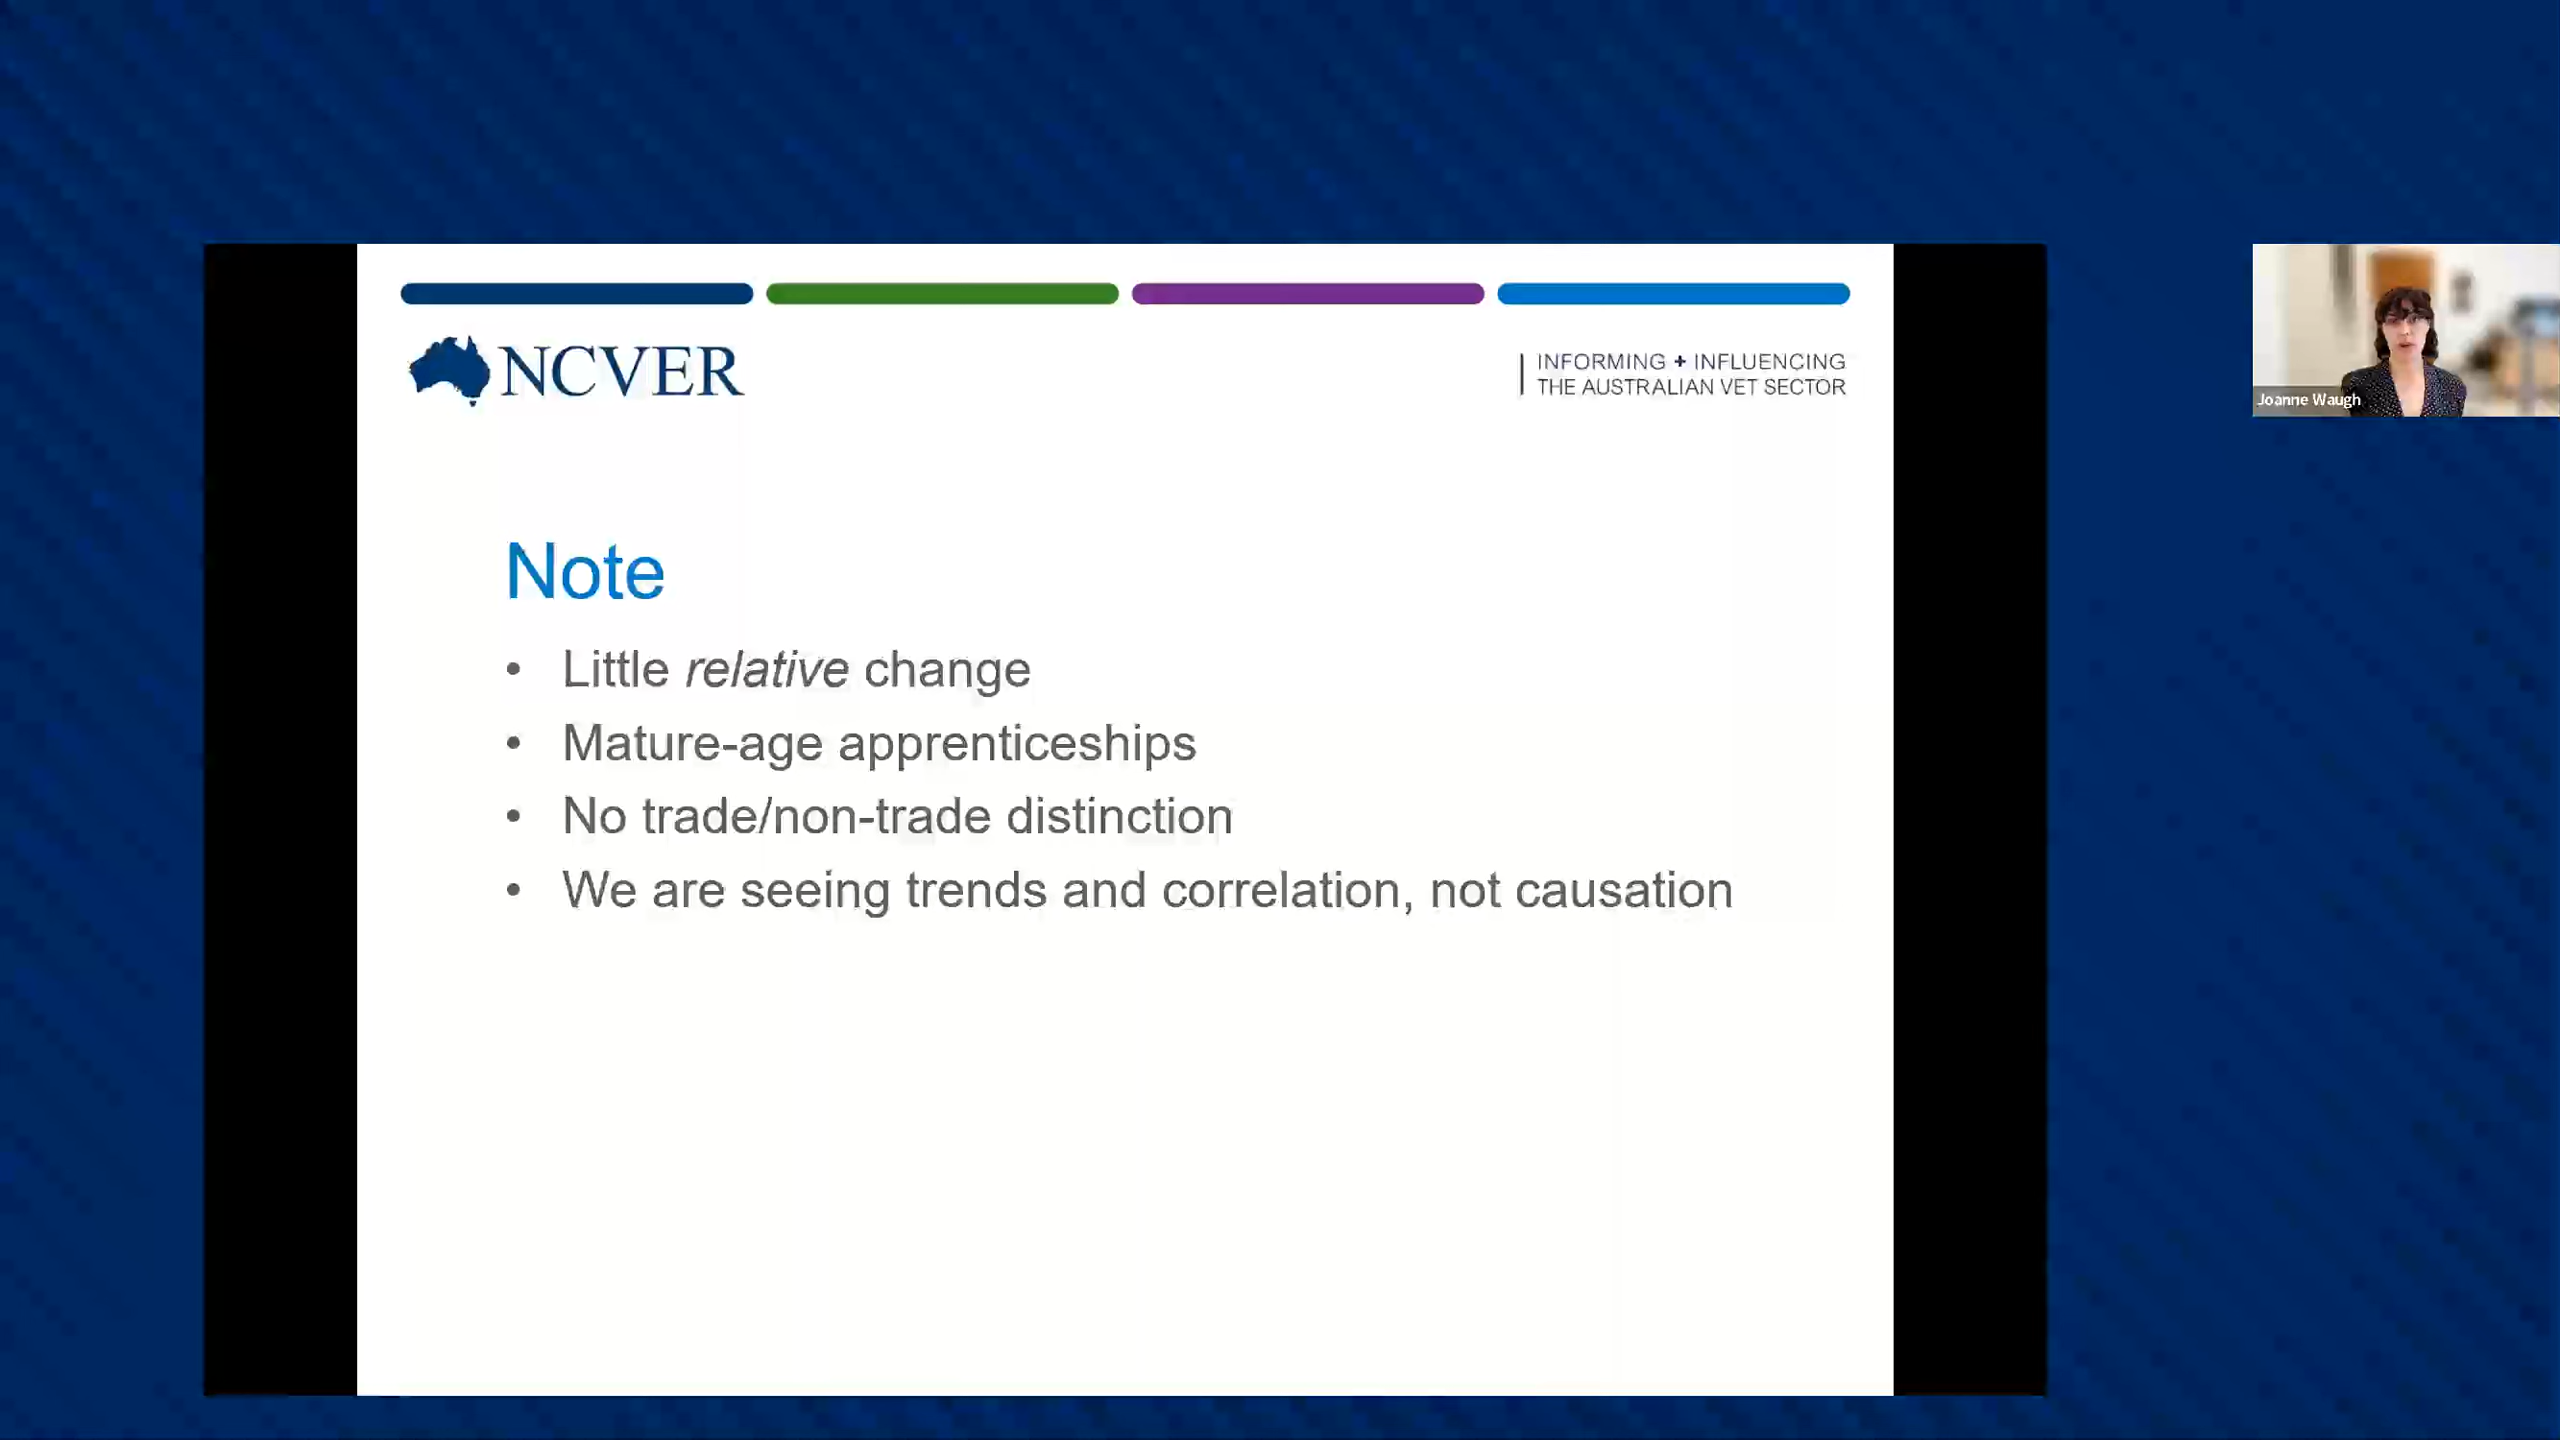 NCVER
INFORMING + INFLUENCING
THE AUSTRALIAN VET SECTOR
Joanne Waugh
Note
• Little relative change
• Mature-age apprenticeships
• No trade/non-trade distinction
• We are seeing trends and correlation, not causation